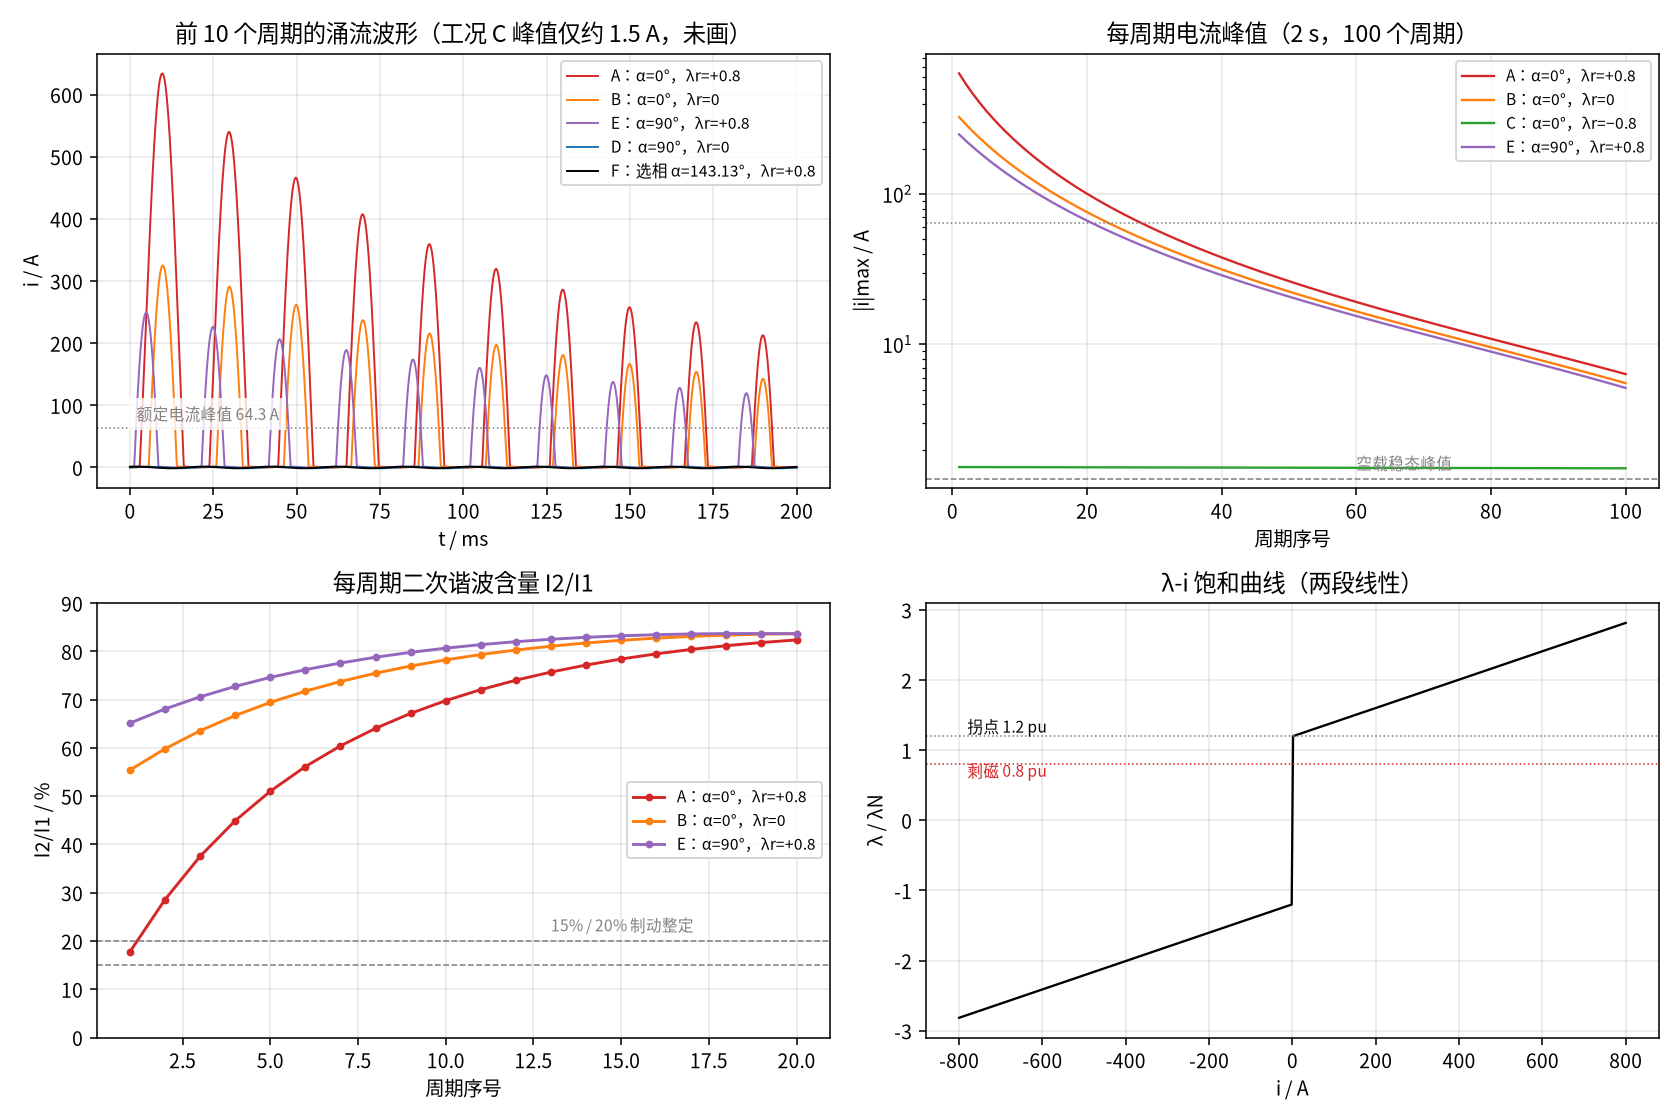 前 10 个周期的涌流波形（工况 C 峰值仅约 1.5 A，未画）
i / A
600
500
400
300
200
100
0
A：α=0°，λr=+0.8
B：α=0°，λr=0
E：α=90°，λr=+0.8
D：α=90°，λr=0
F：选相 α=143.13°，λr=+0.8
额定电流峰值 64.3 A
0 25 50 75 100 125 150 175 200
t / ms
每周期电流峰值（2 s，100 个周期）
|i|max / A
10²
10¹
A：α=0°，λr=+0.8
B：α=0°，λr=0
C：α=0°，λr=−0.8
E：α=90°，λr=+0.8
空载稳态峰值
0 20 40 60 80 100
周期序号
每周期二次谐波含量 I2/I1
I2/I1 / %
90
80
70
60
50
40
30
20
10
0
A：α=0°，λr=+0.8
B：α=0°，λr=0
E：α=90°，λr=+0.8
15% / 20% 制动整定
2.5 5.0 7.5 10.0 12.5 15.0 17.5 20.0
周期序号
λ-i 饱和曲线（两段线性）
λ / λN
3
2
1
0
-1
-2
-3
拐点 1.2 pu
剩磁 0.8 pu
-800 -600 -400 -200 0 200 400 600 800
i / A